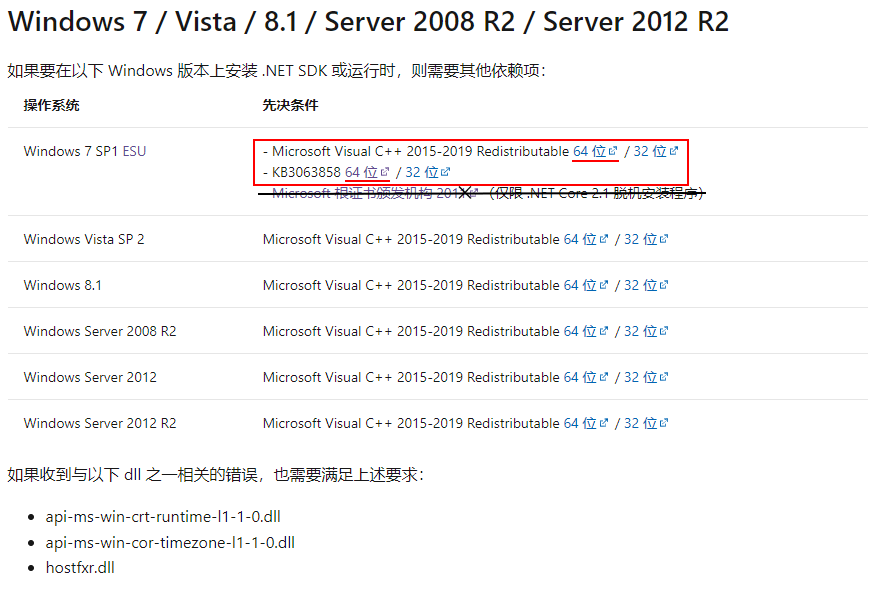 Windows 7 / Vista / 8.1 / Server 2008 R2 / Server 2012 R2
如果要在以下 Windows 版本上安装 .NET SDK 或运行时，则需要其他依赖项：
操作系统 先决条件
Windows 7 SP1 ESU - Microsoft Visual C++ 2015-2019 Redistributable 64 位 / 32 位
- KB3063858 64 位 / 32 位
- Microsoft 根证书颁发机构 201 （仅限 .NET Core 2.1 脱机安装程序）
Windows Vista SP 2 Microsoft Visual C++ 2015-2019 Redistributable 64 位 / 32 位
Windows 8.1 Microsoft Visual C++ 2015-2019 Redistributable 64 位 / 32 位
Windows Server 2008 R2 Microsoft Visual C++ 2015-2019 Redistributable 64 位 / 32 位
Windows Server 2012 Microsoft Visual C++ 2015-2019 Redistributable 64 位 / 32 位
Windows Server 2012 R2 Microsoft Visual C++ 2015-2019 Redistributable 64 位 / 32 位
如果收到与以下 dll 之一相关的错误，也需要满足上述要求：
api-ms-win-crt-runtime-l1-1-0.dll
api-ms-win-cor-timezone-l1-1-0.dll
hostfxr.dll